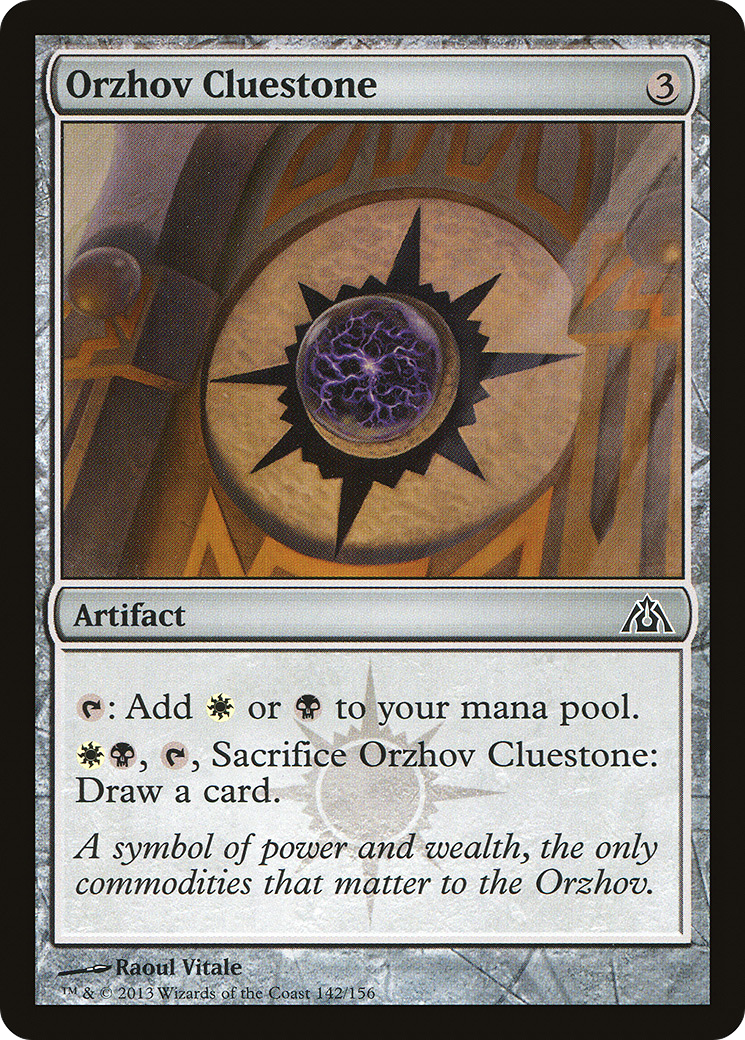 Orzhov Cluestone 3
Artifact
: Add or to your mana pool.
, , Sacrifice Orzhov Cluestone:
Draw a card.
A symbol of power and wealth, the only
commodities that matter to the Orzhov.
Raoul Vitale
™ & © 2013 Wizards of the Coast 142/156